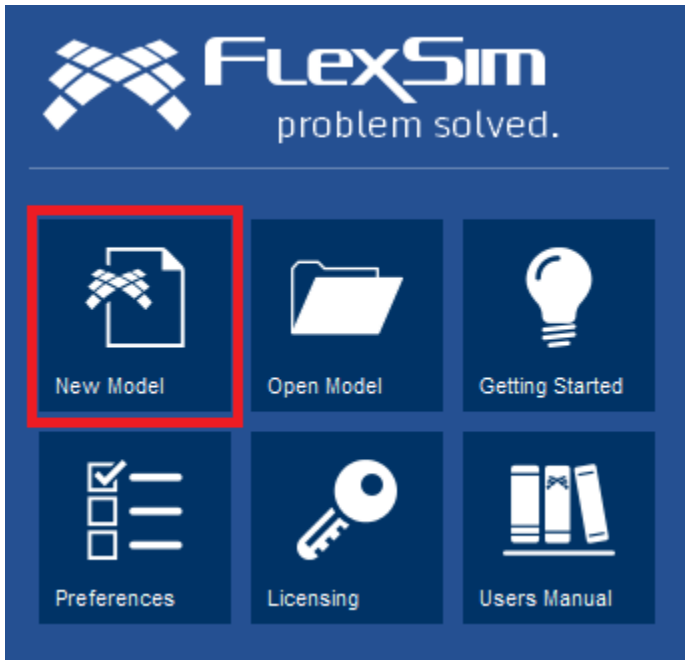 FLexSim
problem solved.
New Model
Open Model
Getting Started
Preferences
Licensing
Users Manual